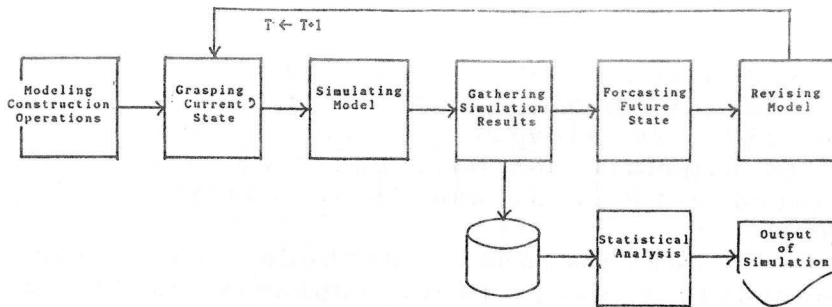 T ← T+1
Modeling
Construction
Operations
Grasping
Current
State
Simulating
Model
Gathering
Simulation
Results
Forcasting
Future
State
Revising
Model
Statistical
Analysis
Output
of
Simulation